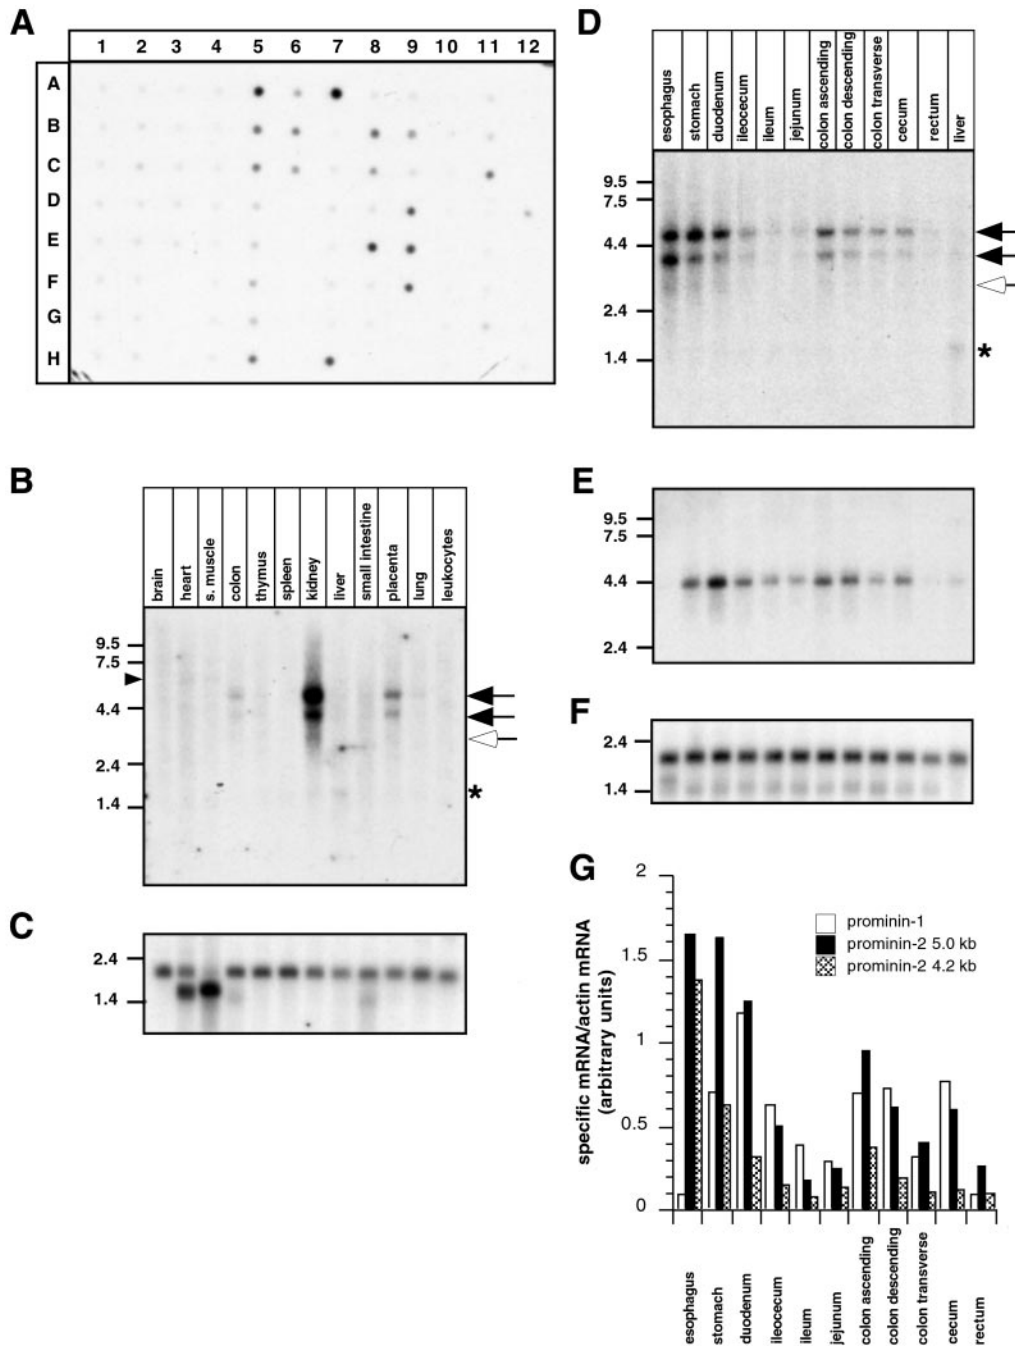 A
1 2 3 4 5 6 7 8 9 10 11 12
A
B
C
D
E
F
G
H
B
brain heart s. muscle colon thymus spleen kidney liver small intestine placenta lung leukocytes
9.5
7.5
4.4
2.4
1.4
*
C
2.4
1.4
D
esophagus stomach duodenum ileocecum ileum jejunum colon ascending colon descending colon transverse cecum rectum liver
9.5
7.5
4.4
2.4
1.4
*
E
9.5
7.5
4.4
2.4
F
2.4
1.4
G
specific mRNA/actin mRNA
(arbitrary units)
2
1.5
1
0.5
0
prominin-1
prominin-2 5.0 kb
prominin-2 4.2 kb
esophagus stomach duodenum ileocecum ileum jejunum colon ascending colon descending colon transverse cecum rectum